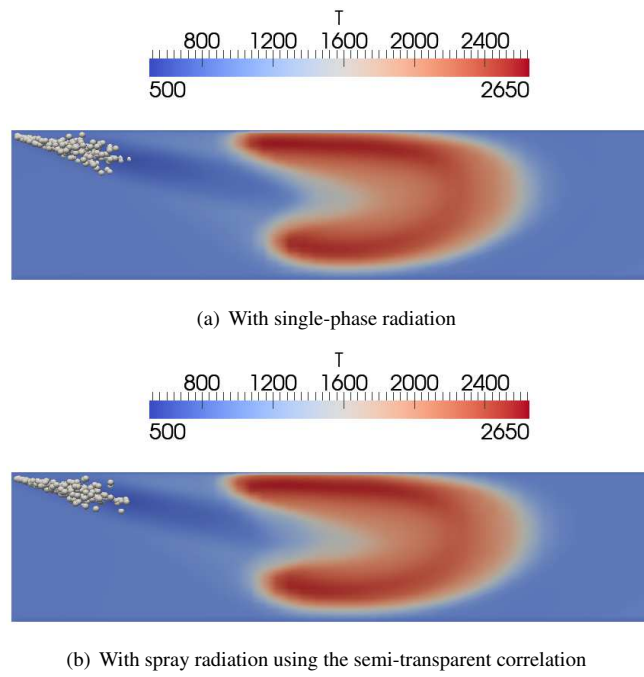 T
800 1200 1600 2000 2400
500 2650
(a) With single-phase radiation
T
800 1200 1600 2000 2400
500 2650
(b) With spray radiation using the semi-transparent correlation